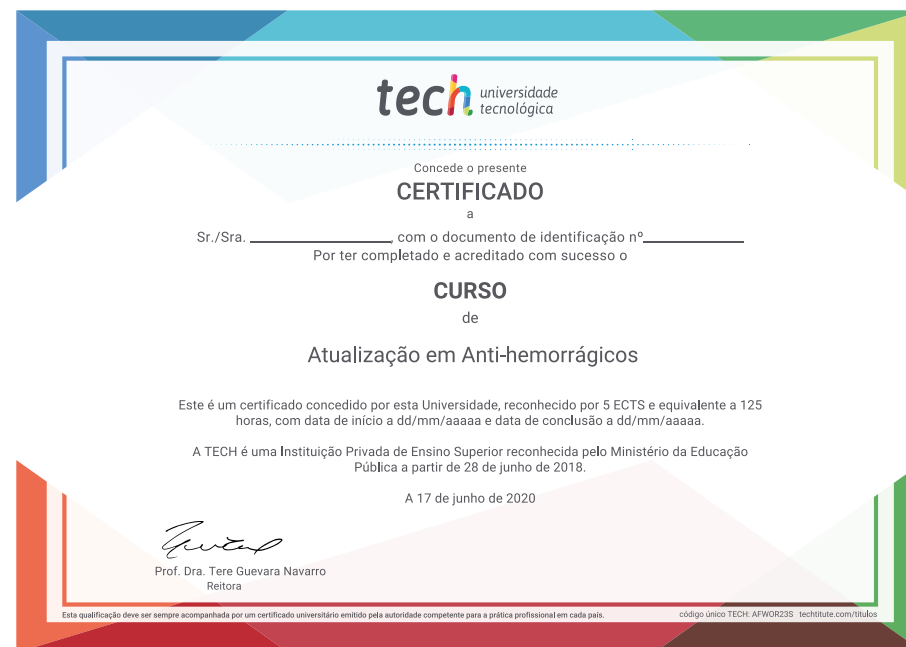 tech universidade
tecnológica
Concede o presente
CERTIFICADO
a
Sr./Sra. ____________________, com o documento de identificação nº______________
Por ter completado e acreditado com sucesso o
CURSO
de
Atualização em Anti-hemorrágicos
Este é um certificado concedido por esta Universidade, reconhecido por 5 ECTS e equivalente a 125
horas, com data de início a dd/mm/aaaaa e data de conclusão a dd/mm/aaaaa.
A TECH é uma Instituição Privada de Ensino Superior reconhecida pelo Ministério da Educação
Pública a partir de 28 de junho de 2018.
A 17 de junho de 2020
Prof. Dra. Tere Guevara Navarro
Reitora
Esta qualificação deve ser sempre acompanhada por um certificado universitário emitido pela autoridade competente para a prática profissional em cada país.
código único TECH: AFWOR23S techtitute.com/titulos